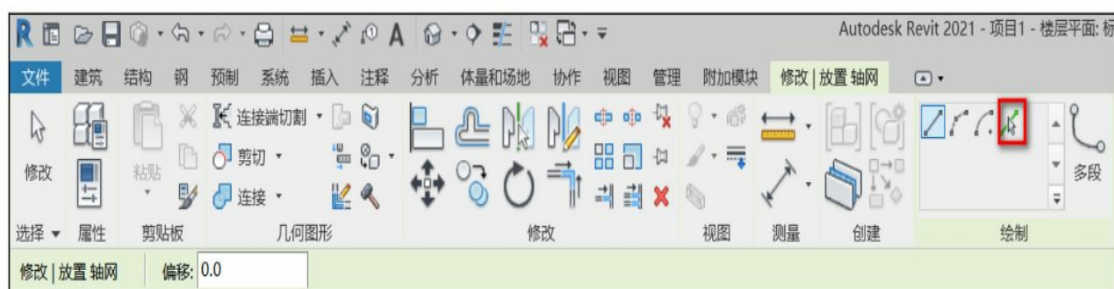 Autodesk Revit 2021 - 项目1 - 楼层平面: 标
文件 建筑 结构 钢 预制 系统 插入 注释 分析 体量和场地 协作 视图 管理 附加模块 修改 | 放置 轴网
连接端切割
修改 粘贴 剪切 多段
连接
选择 属性 剪贴板 几何图形 修改 视图 测量 创建 绘制
修改 | 放置 轴网 偏移: 0.0